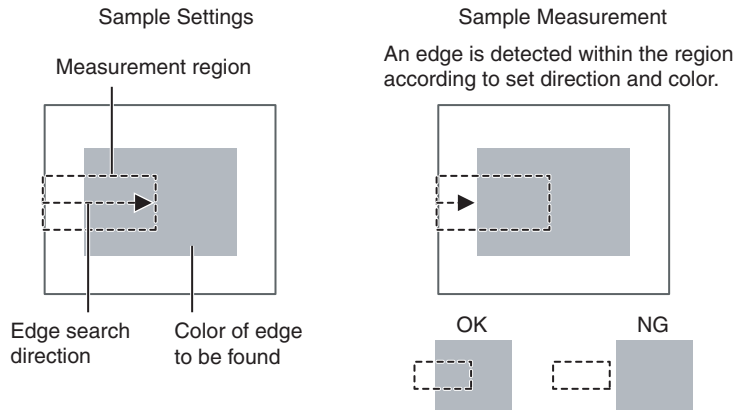 Sample Settings
Measurement region
Edge search
direction
Color of edge
to be found
Sample Measurement
An edge is detected within the region
according to set direction and color.
OK
NG